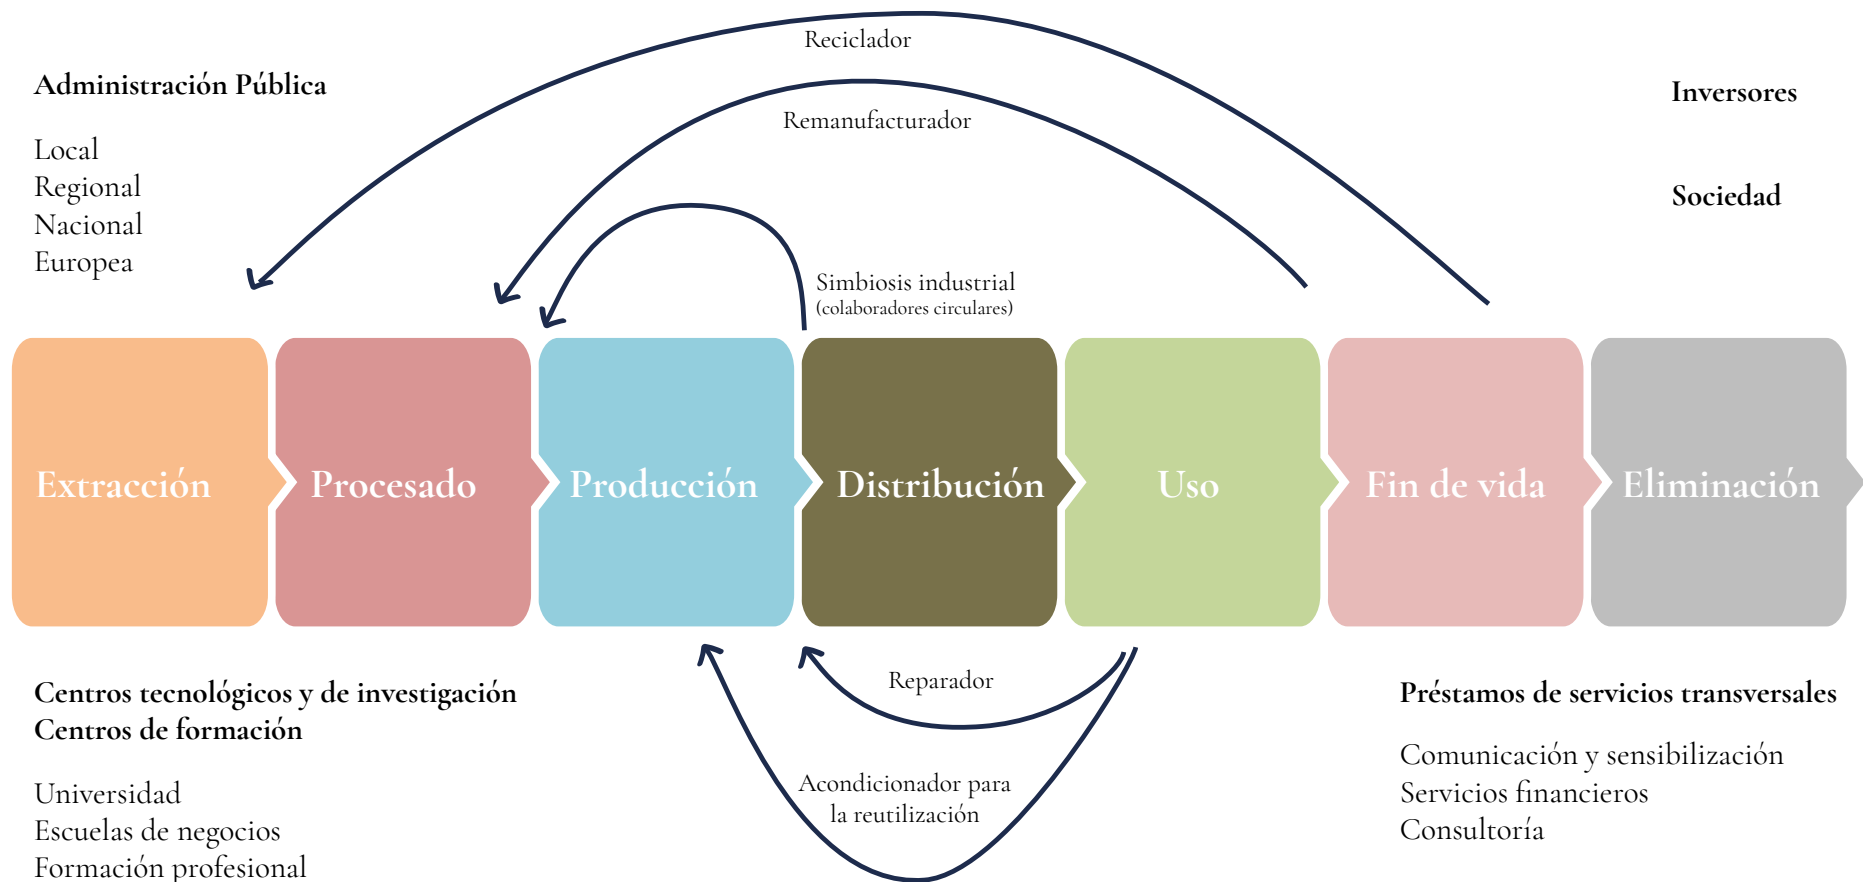 Reciclador
Administración Pública
Inversores
Remanufacturador
Local
Regional
Nacional
Europea
Sociedad
Simbiosis industrial
(colaboradores circulares)
Extracción
Procesado
Producción
Distribución
Uso
Fin de vida
Eliminación
Centros tecnológicos y de investigación
Centros de formación
Universidad
Escuelas de negocios
Formación profesional
Reparador
Acondicionador para
la reutilización
Préstamos de servicios transversales
Comunicación y sensibilización
Servicios financieros
Consultoría